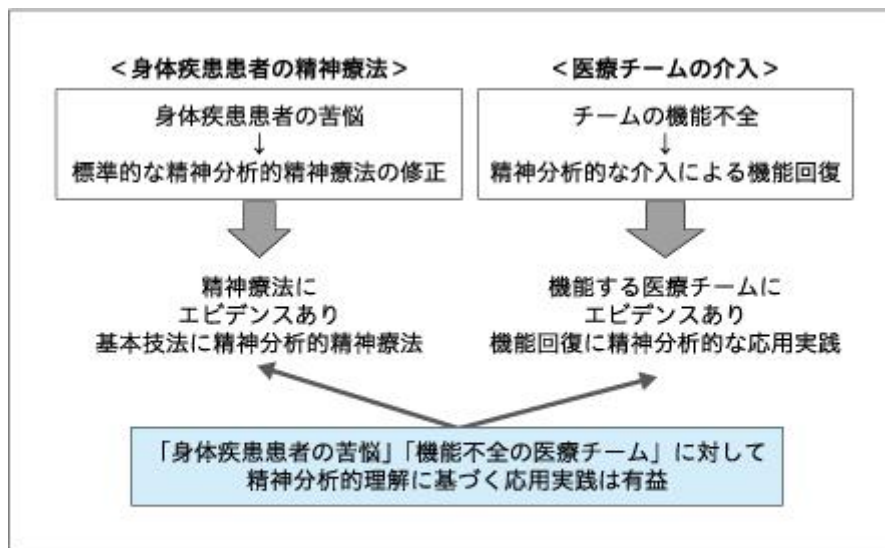 ＜身体疾患患者の精神療法＞
身体疾患患者の苦悩
↓
標準的な精神分析的精神療法の修正
精神療法に
エビデンスあり
基本技法に精神分析的精神療法
＜医療チームの介入＞
チームの機能不全
↓
精神分析的な介入による機能回復
機能する医療チームに
エビデンスあり
機能回復に精神分析的な応用実践
「身体疾患患者の苦悩」「機能不全の医療チーム」に対して
精神分析的理解に基づく応用実践は有益